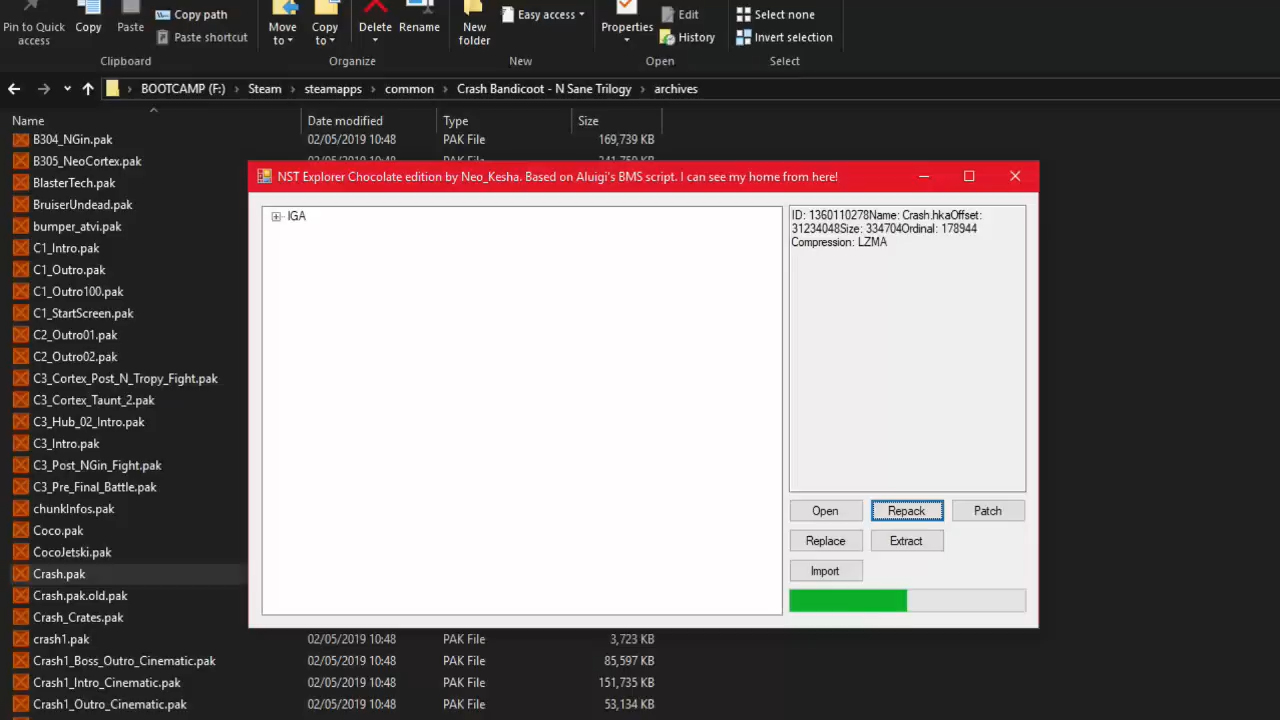 Pin to Quick
access
Copy
Paste
Copy path
Paste shortcut
Move
to
Copy
to
Delete
Rename
New
folder
Easy access
Properties
Edit
History
Select none
Invert selection
Clipboard
Organize
New
Open
Select
BOOTCAMP (F:) > Steam > steamapps > common > Crash Bandicoot - N Sane Trilogy > archives
Name Date modified Type Size
B304_NGin.pak 02/05/2019 10:48 PAK File 169,739 KB
B305_NeoCortex.pak 02/05/2019 10:48 PAK File
BlasterTech.pak
BruiserUndead.pak
bumper_atvi.pak
C1_Intro.pak
C1_Outro.pak
C1_Outro100.pak
C1_StartScreen.pak
C2_Outro01.pak
C2_Outro02.pak
C3_Cortex_Post_N_Tropy_Fight.pak
C3_Cortex_Taunt_2.pak
C3_Hub_02_Intro.pak
C3_Intro.pak
C3_Post_NGin_Fight.pak
C3_Pre_Final_Battle.pak
chunkInfos.pak
Coco.pak
CocoJetski.pak
Crash.pak
Crash.pak.old.pak
Crash_Crates.pak
crash1.pak 02/05/2019 10:48 PAK File 3,723 KB
Crash1_Boss_Outro_Cinematic.pak 02/05/2019 10:48 PAK File 85,597 KB
Crash1_Intro_Cinematic.pak 02/05/2019 10:48 PAK File 151,735 KB
Crash1_Outro_Cinematic.pak 02/05/2019 10:48 PAK File 53,134 KB
NST Explorer Chocolate edition by Neo_Kesha. Based on Aluigi's BMS script. I can see my home from here!
IGA
ID: 1360110278Name: Crash.hkaOffset:
31234048Size: 334704Ordinal: 178944
Compression: LZMA
Open Repack Patch
Replace Extract
Import